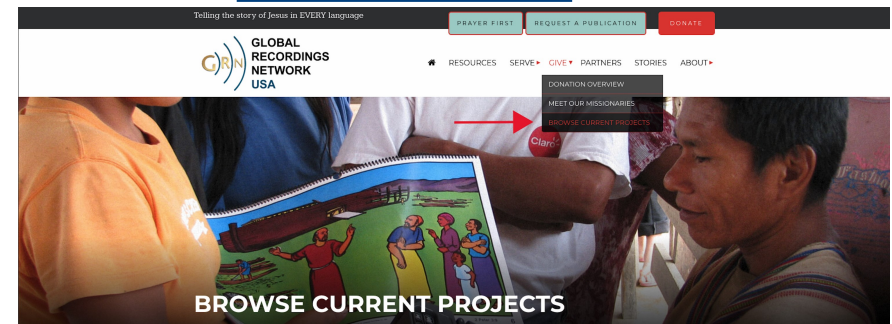 Telling the story of Jesus in EVERY language
PRAYER FIRST
REQUEST A PUBLICATION
DONATE
GRN
GLOBAL
RECORDINGS
NETWORK
USA
RESOURCES
SERVE
GIVE
PARTNERS
STORIES
ABOUT
DONATION OVERVIEW
MEET OUR MISSIONARIES
BROWSE CURRENT PROJECTS
Claro
BROWSE CURRENT PROJECTS